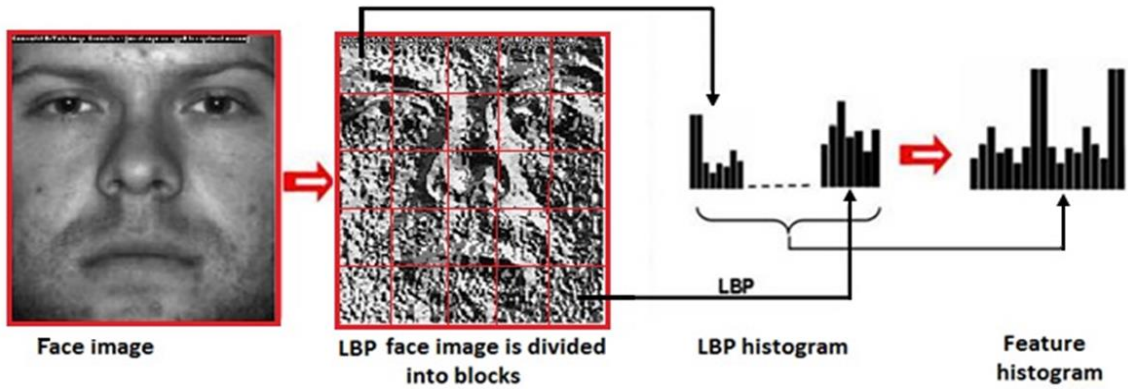 LBP
Face image
LBP face image is divided
into blocks
LBP histogram
Feature
histogram